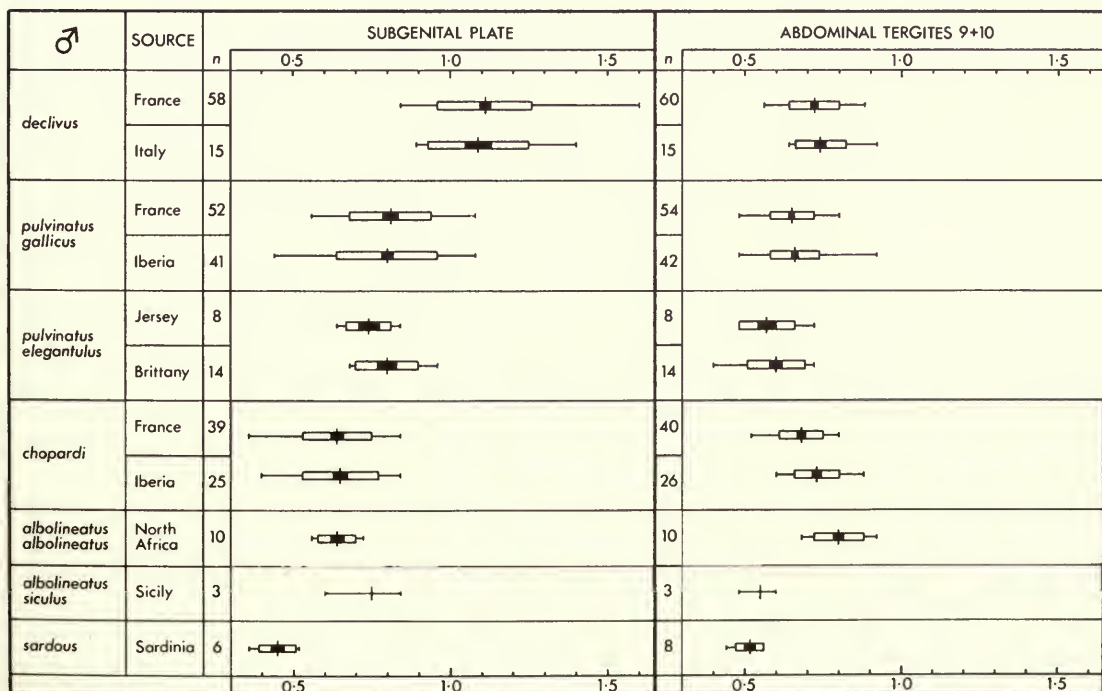 ♂ SOURCE n SUBGENITAL PLATE n ABDOMINAL TERGITES 9+10
0·5 1·0 1·5 0·5 1·0 1·5
declivus
France 58 60
Italy 15 15
pulvinatus
gallicus
France 52 54
Iberia 41 42
pulvinatus
elegantulus
Jersey 8 8
Brittany 14 14
chopardi
France 39 40
Iberia 25 26
albolineatus
albolineatus
North
Africa
10 10
albolineatus
siculus
Sicily 3 3
sardous Sardinia 6 8
0·5 1·0 1·5 0·5 1·0 1·5